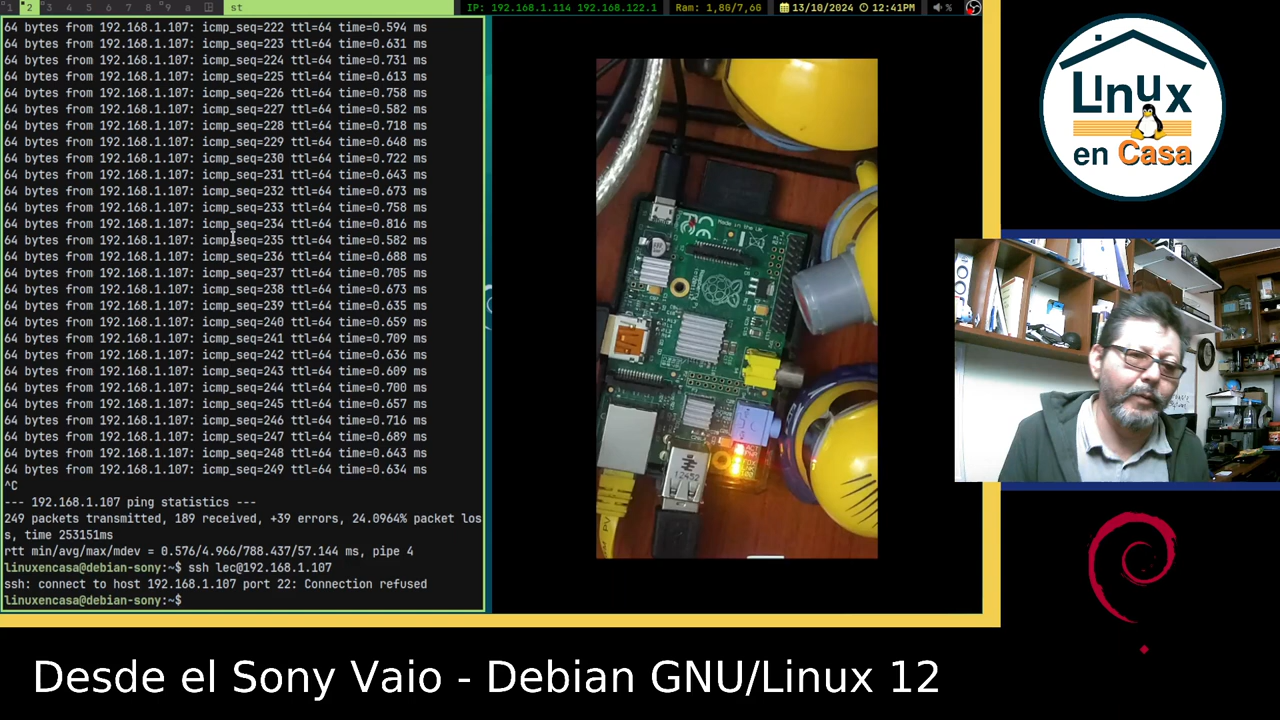 1 2 3 4 5 6 7 8 9 a st IP: 192.168.1.114 192.168.122.1 Ram: 1,8G/7,6G 13/10/2024 12:41PM %
64 bytes from 192.168.1.107: icmp_seq=222 ttl=64 time=0.594 ms
64 bytes from 192.168.1.107: icmp_seq=223 ttl=64 time=0.631 ms
64 bytes from 192.168.1.107: icmp_seq=224 ttl=64 time=0.731 ms
64 bytes from 192.168.1.107: icmp_seq=225 ttl=64 time=0.613 ms
64 bytes from 192.168.1.107: icmp_seq=226 ttl=64 time=0.758 ms
64 bytes from 192.168.1.107: icmp_seq=227 ttl=64 time=0.582 ms
64 bytes from 192.168.1.107: icmp_seq=228 ttl=64 time=0.718 ms
64 bytes from 192.168.1.107: icmp_seq=229 ttl=64 time=0.648 ms
64 bytes from 192.168.1.107: icmp_seq=230 ttl=64 time=0.722 ms
64 bytes from 192.168.1.107: icmp_seq=231 ttl=64 time=0.643 ms
64 bytes from 192.168.1.107: icmp_seq=232 ttl=64 time=0.673 ms
64 bytes from 192.168.1.107: icmp_seq=233 ttl=64 time=0.758 ms
64 bytes from 192.168.1.107: icmp_seq=234 ttl=64 time=0.816 ms
64 bytes from 192.168.1.107: icmp_seq=235 ttl=64 time=0.582 ms
64 bytes from 192.168.1.107: icmp_seq=236 ttl=64 time=0.688 ms
64 bytes from 192.168.1.107: icmp_seq=237 ttl=64 time=0.705 ms
64 bytes from 192.168.1.107: icmp_seq=238 ttl=64 time=0.673 ms
64 bytes from 192.168.1.107: icmp_seq=239 ttl=64 time=0.635 ms
64 bytes from 192.168.1.107: icmp_seq=240 ttl=64 time=0.659 ms
64 bytes from 192.168.1.107: icmp_seq=241 ttl=64 time=0.709 ms
64 bytes from 192.168.1.107: icmp_seq=242 ttl=64 time=0.636 ms
64 bytes from 192.168.1.107: icmp_seq=243 ttl=64 time=0.609 ms
64 bytes from 192.168.1.107: icmp_seq=244 ttl=64 time=0.700 ms
64 bytes from 192.168.1.107: icmp_seq=245 ttl=64 time=0.657 ms
64 bytes from 192.168.1.107: icmp_seq=246 ttl=64 time=0.716 ms
64 bytes from 192.168.1.107: icmp_seq=247 ttl=64 time=0.689 ms
64 bytes from 192.168.1.107: icmp_seq=248 ttl=64 time=0.643 ms
64 bytes from 192.168.1.107: icmp_seq=249 ttl=64 time=0.634 ms
^C
--- 192.168.1.107 ping statistics ---
249 packets transmitted, 189 received, +39 errors, 24.0964% packet los
s, time 253151ms
rtt min/avg/max/mdev = 0.576/4.966/788.437/57.144 ms, pipe 4
linuxencasa@debian-sony:~$ ssh lec@192.168.1.107
ssh: connect to host 192.168.1.107 port 22: Connection refused
linuxencasa@debian-sony:~$
Linux
en Casa
Desde el Sony Vaio - Debian GNU/Linux 12